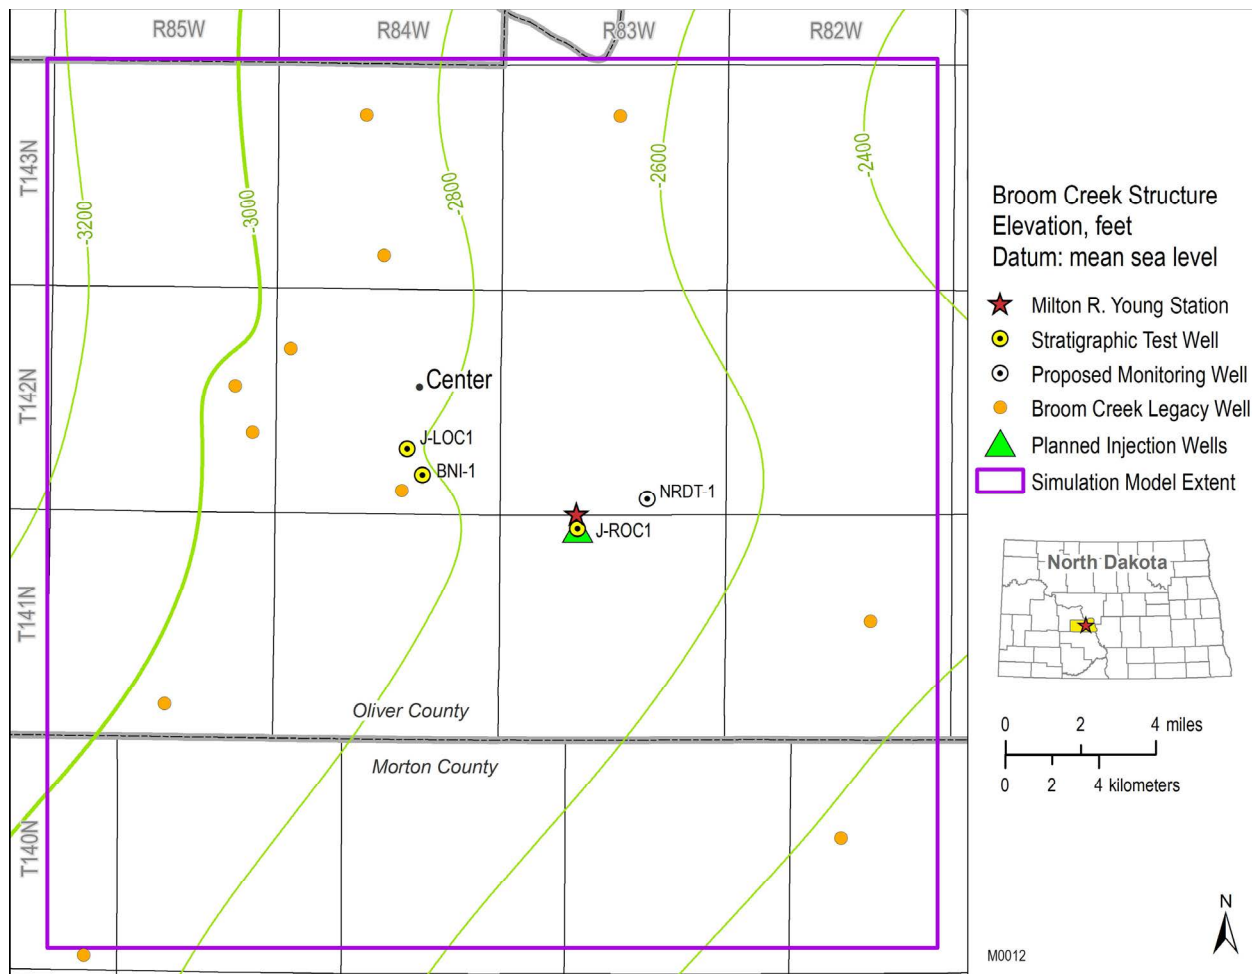 R85W
R84W
R83W
R82W
T143N
T142N
T141N
T140N
-3200
-3000
-2800
-2600
-2400
Center
J-LOC1
BNI-1
NRDT-1
J-ROC1
Oliver County
Morton County
Broom Creek Structure
Elevation, feet
Datum: mean sea level
Milton R. Young Station
Stratigraphic Test Well
Proposed Monitoring Well
Broom Creek Legacy Well
Planned Injection Wells
Simulation Model Extent
North Dakota
0 2 4 miles
0 2 4 kilometers
N
M0012